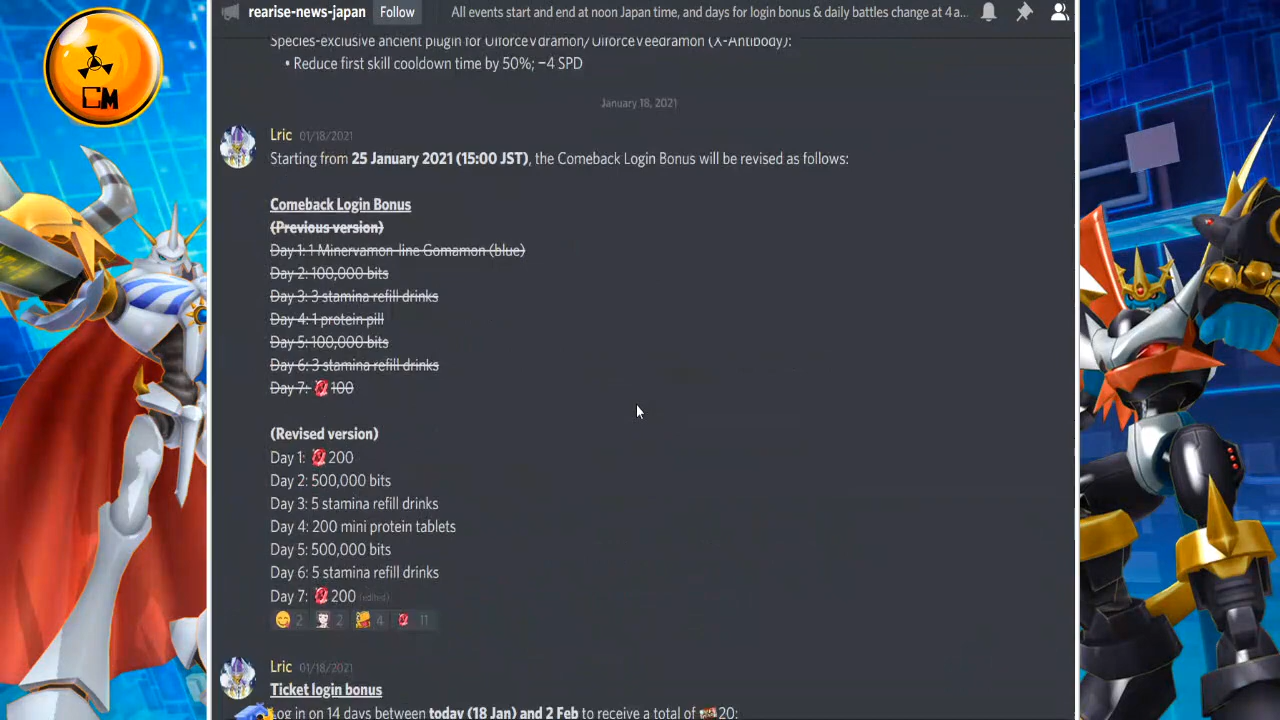 rearise-news-japan Follow All events start and end at noon Japan time, and days for login bonus & daily battles change at 4 a...
CM
Species-exclusive ancient plugin for UlforceVdramon/UlforceVeedramon (X-Antibody):
• Reduce first skill cooldown time by 50%; −4 SPD
January 18, 2021
Lric 01/18/2021
Starting from 25 January 2021 (15:00 JST), the Comeback Login Bonus will be revised as follows:
Comeback Login Bonus
(Previous version)
Day 1: 1 Minervamon-line Gomamon (blue)
Day 2: 100,000 bits
Day 3: 3 stamina refill drinks
Day 4: 1 protein pill
Day 5: 100,000 bits
Day 6: 3 stamina refill drinks
Day 7: 100
(Revised version)
Day 1: 200
Day 2: 500,000 bits
Day 3: 5 stamina refill drinks
Day 4: 200 mini protein tablets
Day 5: 500,000 bits
Day 6: 5 stamina refill drinks
Day 7: 200 (edited)
2 2 4 11
Lric 01/18/2021
Ticket login bonus
Log in on 14 days between today (18 Jan) and 2 Feb to receive a total of 20: